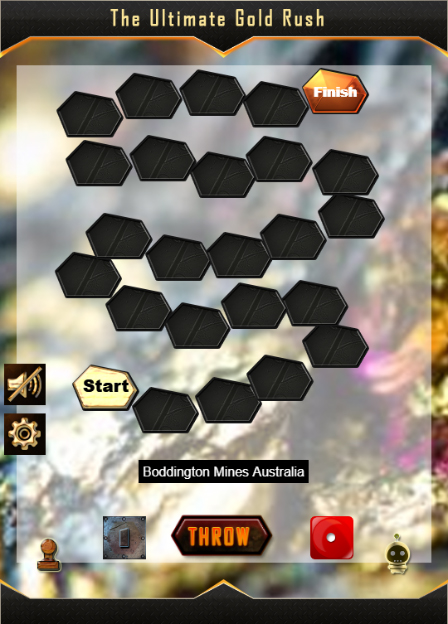 The Ultimate Gold Rush
Finish
Start
Boddington Mines Australia
THROW